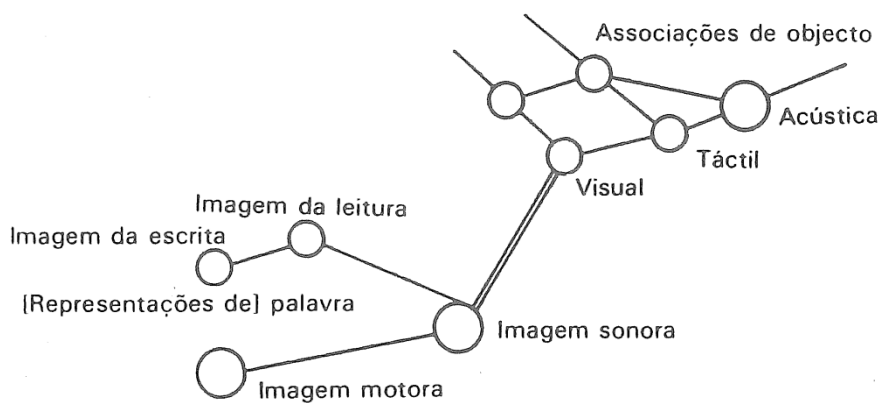 Associações de objecto
Acústica
Táctil
Visual
Imagem da leitura
Imagem da escrita
[Representações de] palavra
Imagem sonora
Imagem motora